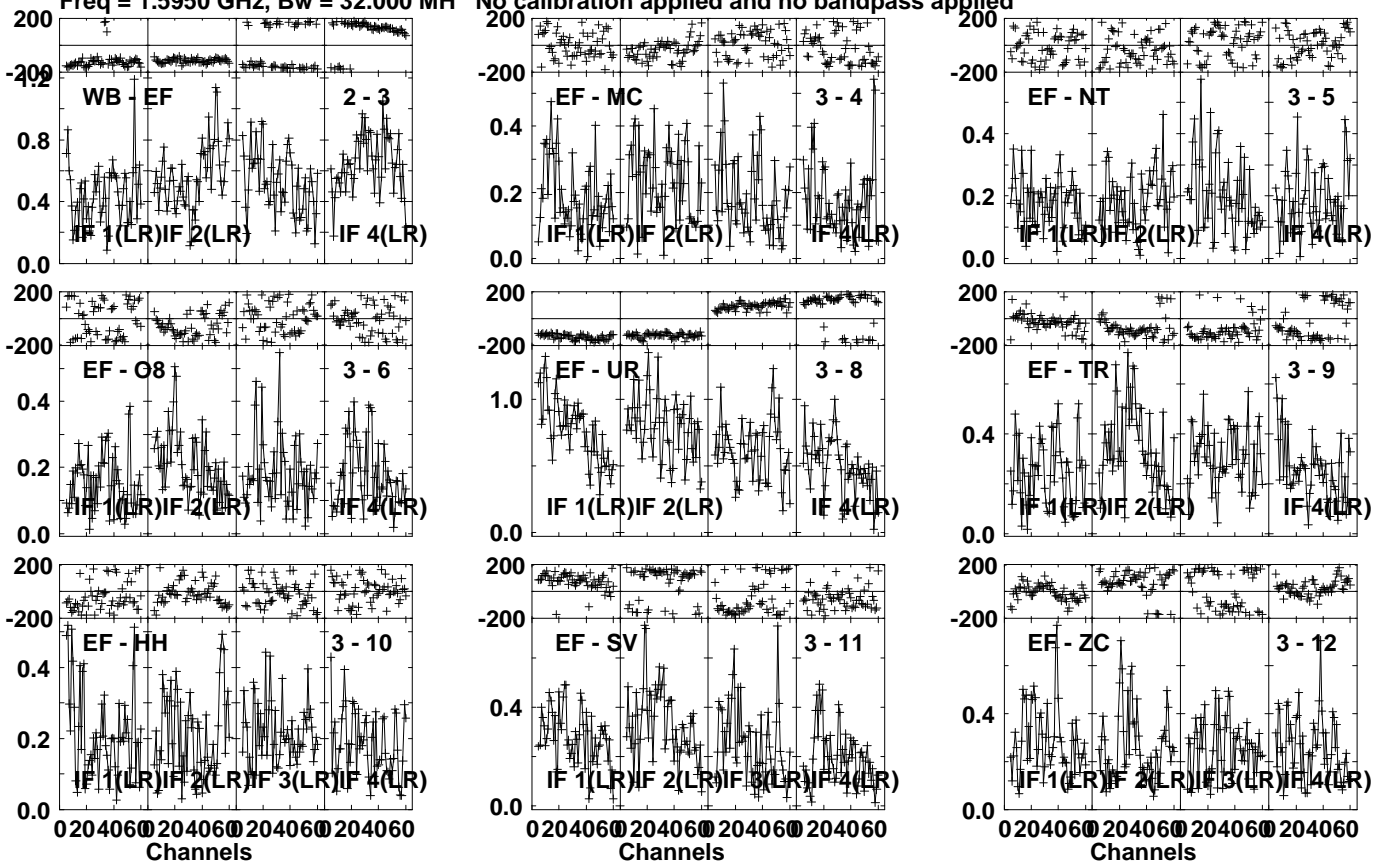 Freq = 1.5950 GHz, Bw = 32.000 MH No calibration applied and no bandpass applied
200
-200
1.2
0.8
0.4
0.0
WB - EF
2 - 3
IF 1(LR)
IF 2(LR)
IF 4(LR)
200
-200
0.4
0.2
0.0
EF - MC
3 - 4
IF 1(LR)
IF 2(LR)
IF 4(LR)
200
-200
0.4
0.2
0.0
EF - NT
3 - 5
IF 1(LR)
IF 2(LR)
IF 4(LR)
200
-200
0.4
0.2
0.0
EF - O8
3 - 6
IF 1(LR)
IF 2(LR)
IF 4(LR)
200
-200
1.0
0.0
EF - UR
3 - 8
IF 1(LR)
IF 2(LR)
IF 4(LR)
200
-200
0.4
0.0
EF - TR
3 - 9
IF 1(LR)
IF 2(LR)
IF 4(LR)
200
-200
0.4
0.2
0.0
EF - HH
3 - 10
IF 1(LR)
IF 2(LR)
IF 3(LR)
IF 4(LR)
0 20 40 60 0 20 40 60 0 20 40 60 0 20 40 60
Channels
200
-200
0.4
0.0
EF - SV
3 - 11
IF 1(LR)
IF 2(LR)
IF 3(LR)
IF 4(LR)
0 20 40 60 0 20 40 60 0 20 40 60 0 20 40 60
Channels
200
-200
0.4
0.0
EF - ZC
3 - 12
IF 1(LR)
IF 2(LR)
IF 3(LR)
IF 4(LR)
0 20 40 60 0 20 40 60 0 20 40 60 0 20 40 60
Channels